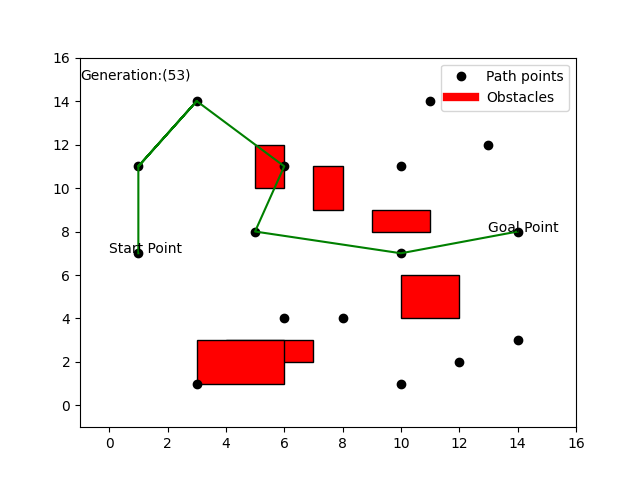 Generation:(53)
Path points
Obstacles
Start Point
Goal Point
16
14
12
10
8
6
4
2
0
0 2 4 6 8 10 12 14 16